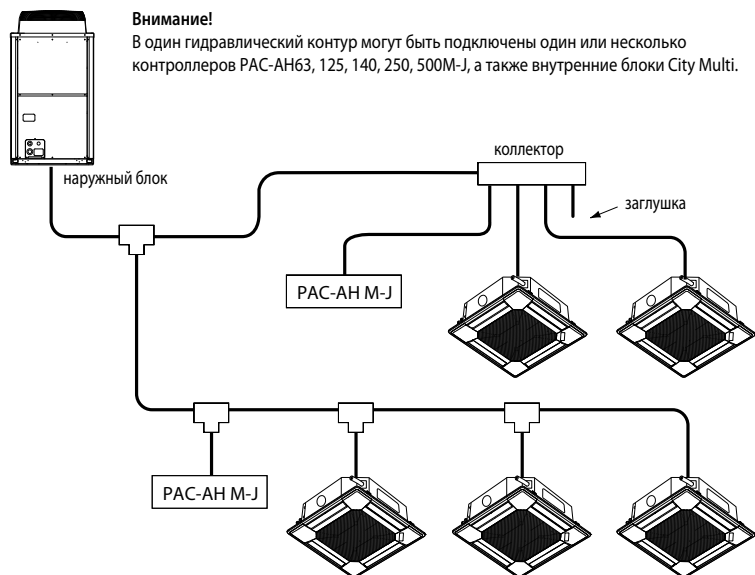 Внимание!
В один гидравлический контур могут быть подключены один или несколько
контроллеров PAC-AH63, 125, 140, 250, 500M-J, а также внутренние блоки City Multi.
наружный блок
коллектор
заглушка
PAC-AH M-J
PAC-AH M-J